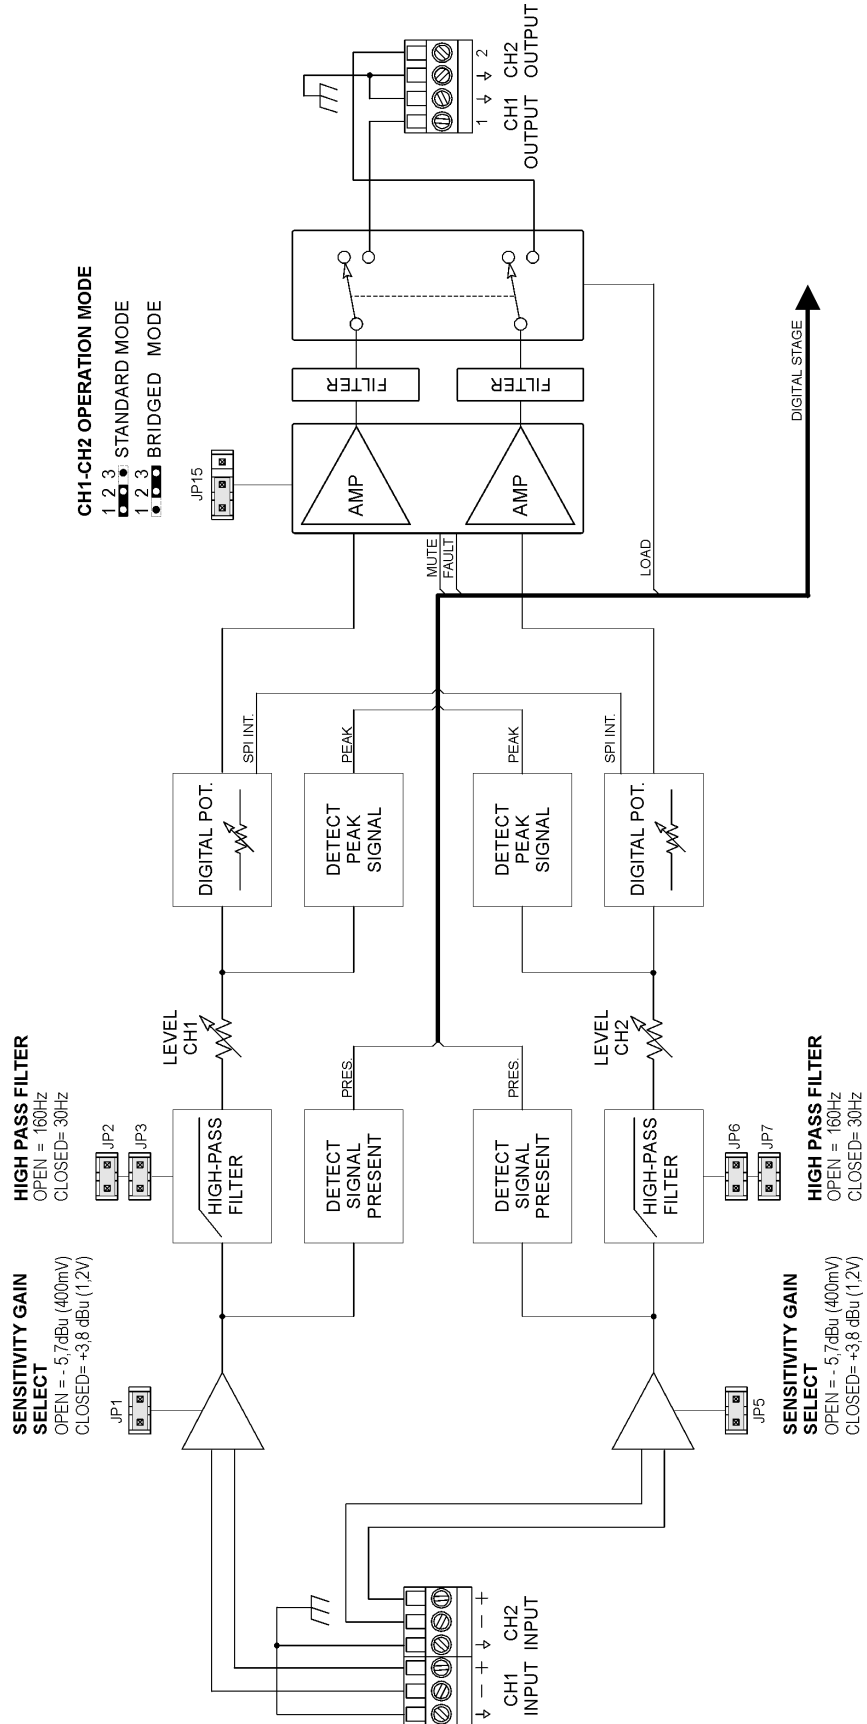 SENSITIVITY GAIN
SELECT
OPEN = - 5,7dBu (400mV)
CLOSED= +3,8 dBu (1,2V)
JP1
HIGH PASS FILTER
OPEN = 160Hz
CLOSED= 30Hz
JP2
JP3
CH1-CH2 OPERATION MODE
1 2 3 STANDARD MODE
1 2 3 BRIDGED MODE
JP15
HIGH-PASS
FILTER
LEVEL
CH1
DIGITAL POT.
SPI INT.
DETECT
SIGNAL
PRESENT
PRES.
DETECT
PEAK
SIGNAL
PEAK
MUTE
FAULT
AMP
AMP
FILTER
FILTER
DETECT
SIGNAL
PRESENT
PRES.
DETECT
PEAK
SIGNAL
PEAK
HIGH-PASS
FILTER
LEVEL
CH2
DIGITAL POT.
SPI INT.
LOAD
DIGITAL STAGE
CH1
INPUT
- +
CH2
INPUT
- +
1
CH1
OUTPUT
2
CH2
OUTPUT
JP5
SENSITIVITY GAIN
SELECT
OPEN = - 5,7dBu (400mV)
CLOSED= +3,8 dBu (1,2V)
JP6
JP7
HIGH PASS FILTER
OPEN = 160Hz
CLOSED= 30Hz